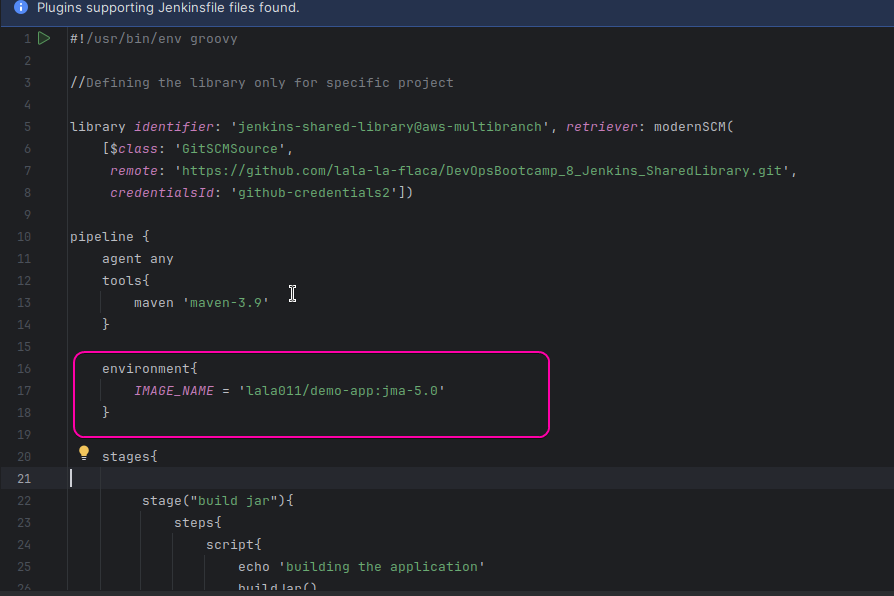 Plugins supporting Jenkinsfile files found.
1 #!/usr/bin/env groovy
2
3 //Defining the library only for specific project
4
5 library identifier: 'jenkins-shared-library@aws-multibranch', retriever: modernSCM(
6 [$class: 'GitSCMSource',
7 remote: 'https://github.com/lala-la-flaca/DevOpsBootcamp_8_Jenkins_SharedLibrary.git',
8 credentialsId: 'github-credentials2'])
9
10 pipeline {
11 agent any
12 tools{
13 maven 'maven-3.9'
14 }
15
16 environment{
17 IMAGE_NAME = 'lala011/demo-app:jma-5.0'
18 }
19
20 stages{
21
22 stage("build jar"){
23 steps{
24 script{
25 echo 'building the application'
26 buildJar()